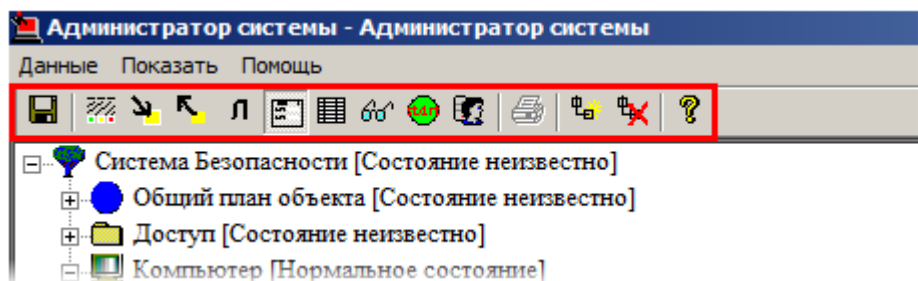 Администратор системы - Администратор системы
Данные Показать Помощь
Л
Система Безопасности [Состояние неизвестно]
Общий план объекта [Состояние неизвестно]
Доступ [Состояние неизвестно]
Компьютер [Нормальное состояние]